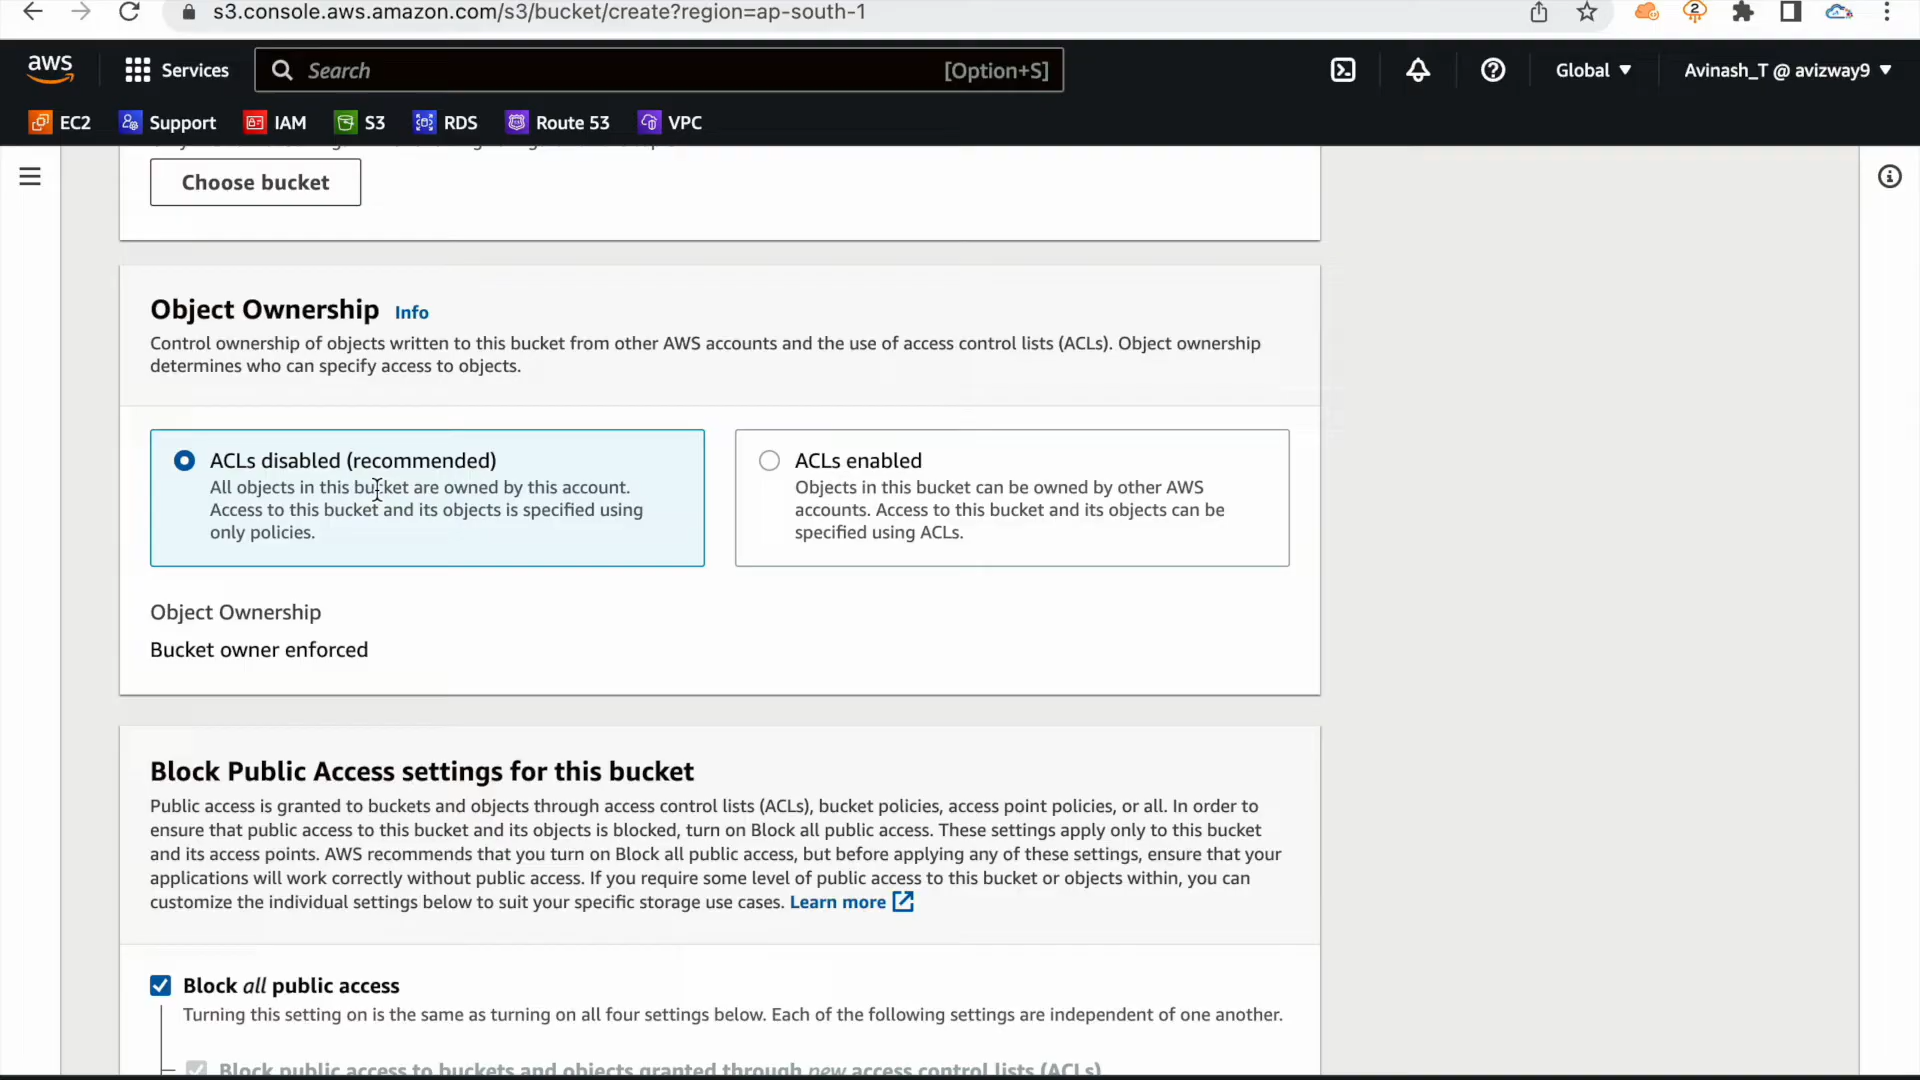 s3.console.aws.amazon.com/s3/bucket/create?region=ap-south-1
2
aws
Services
Search
[Option+S]
Global
Avinash_T @ avizway9
EC2
Support
IAM
S3
RDS
Route 53
VPC
Choose bucket
Object Ownership Info
Control ownership of objects written to this bucket from other AWS accounts and the use of access control lists (ACLs). Object ownership
determines who can specify access to objects.
ACLs disabled (recommended)
All objects in this bucket are owned by this account.
Access to this bucket and its objects is specified using
only policies.
ACLs enabled
Objects in this bucket can be owned by other AWS
accounts. Access to this bucket and its objects can be
specified using ACLs.
Object Ownership
Bucket owner enforced
Block Public Access settings for this bucket
Public access is granted to buckets and objects through access control lists (ACLs), bucket policies, access point policies, or all. In order to
ensure that public access to this bucket and its objects is blocked, turn on Block all public access. These settings apply only to this bucket
and its access points. AWS recommends that you turn on Block all public access, but before applying any of these settings, ensure that your
applications will work correctly without public access. If you require some level of public access to this bucket or objects within, you can
customize the individual settings below to suit your specific storage use cases. Learn more
Block all public access
Turning this setting on is the same as turning on all four settings below. Each of the following settings are independent of one another.
Block public access to buckets and objects granted through new access control lists (ACLs)